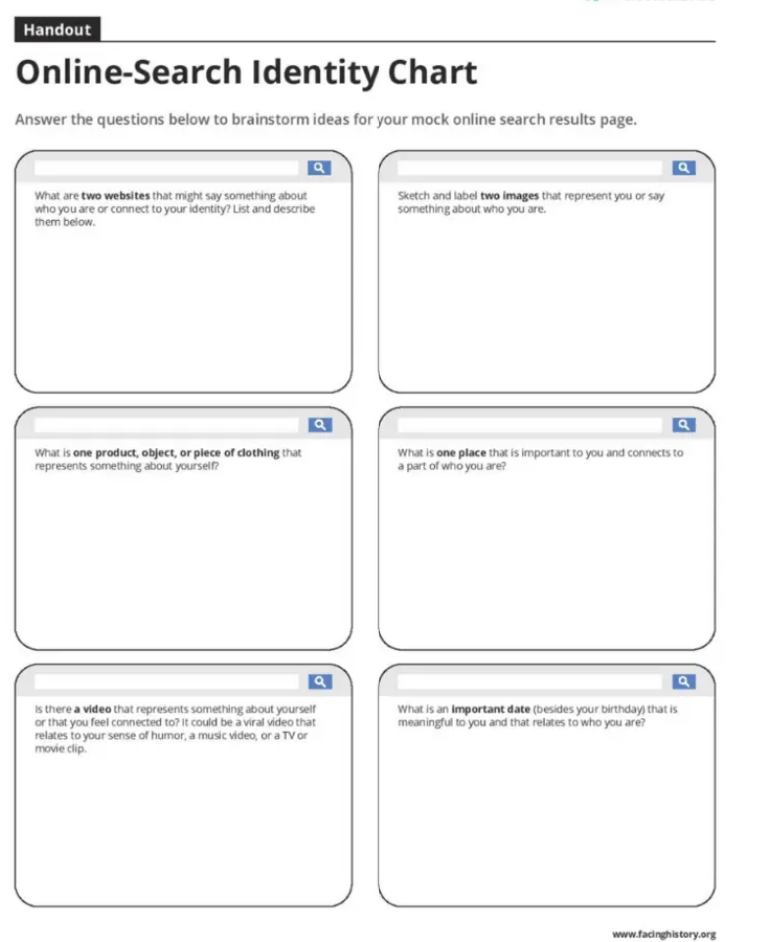 Handout
Online-Search Identity Chart
Answer the questions below to brainstorm ideas for your mock online search results page.
What are two websites that might say something about
who you are or connect to your identity? List and describe
them below.
Sketch and label two images that represent you or say
something about who you are.
What is one product, object, or piece of clothing that
represents something about yourself?
What is one place that is important to you and connects to
a part of who you are?
Is there a video that represents something about yourself
or that you feel connected to? It could be a viral video that
relates to your sense of humor, a music video, or a TV or
movie clip.
What is an important date (besides your birthday) that is
meaningful to you and that relates to who you are?
www.facinghistory.org